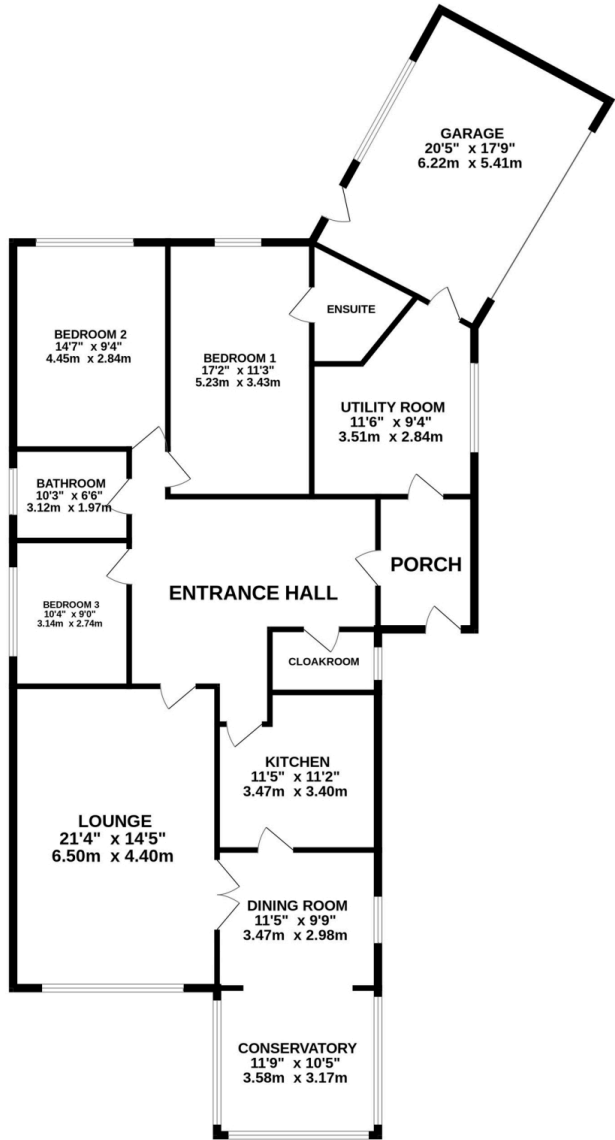 GARAGE
20'5" x 17'9"
6.22m x 5.41m
ENSUITE
BEDROOM 2
14'7" x 9'4"
4.45m x 2.84m
BEDROOM 1
17'2" x 11'3"
5.23m x 3.43m
UTILITY ROOM
11'6" x 9'4"
3.51m x 2.84m
BATHROOM
10'3" x 6'6"
3.12m x 1.97m
PORCH
ENTRANCE HALL
BEDROOM 3
10'4" x 9'0"
3.14m x 2.74m
CLOAKROOM
KITCHEN
11'5" x 11'2"
3.47m x 3.40m
LOUNGE
21'4" x 14'5"
6.50m x 4.40m
DINING ROOM
11'5" x 9'9"
3.47m x 2.98m
CONSERVATORY
11'9" x 10'5"
3.58m x 3.17m